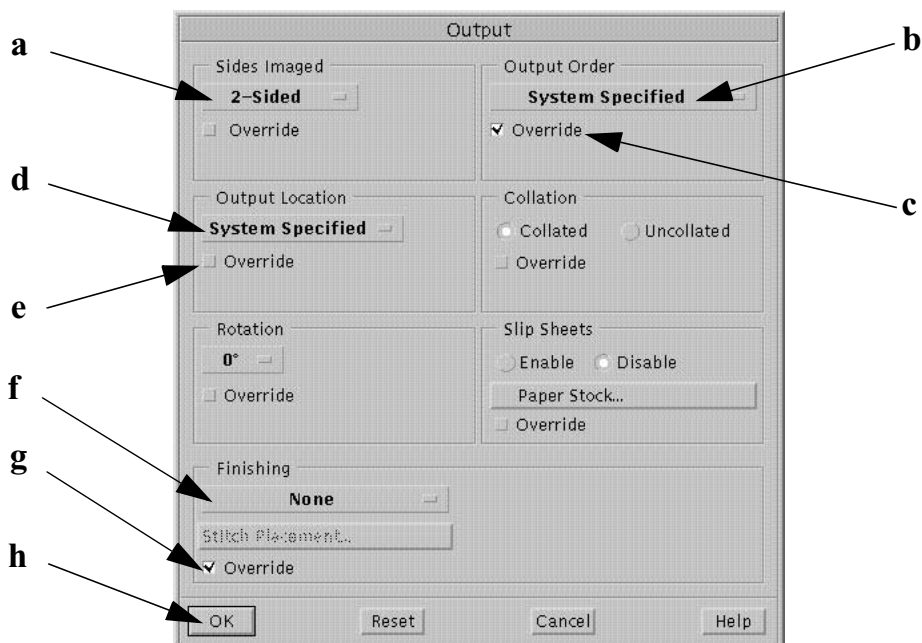 Output
a
b
Sides Imaged
2-Sided
Override
Output Order
System Specified
Override
c
d
Output Location
System Specified
Override
e
Collation
Collated Uncollated
Override
Rotation
0°
Override
Slip Sheets
Enable Disable
Paper Stock...
Override
f
g
Finishing
None
Stitch Placement...
Override
h
OK Reset Cancel Help